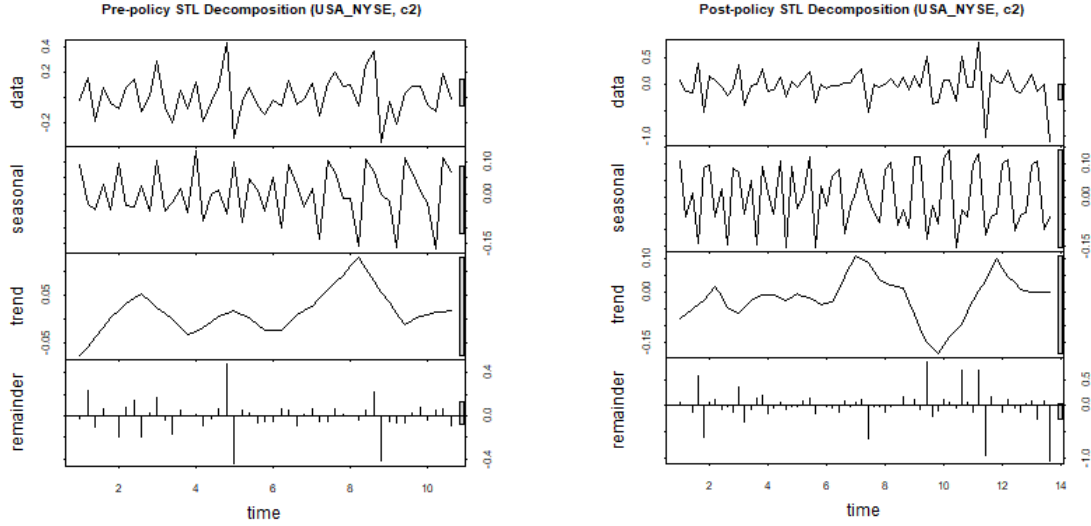 Pre-policy STL Decomposition (USA_NYSE, c2)
data
0.4
0.2
-0.2
seasonal
0.10
0.00
-0.15
trend
0.05
-0.05
remainder
0.4
0.0
-0.4
2 4 6 8 10
time
Post-policy STL Decomposition (USA_NYSE, c2)
data
0.5
0.0
-1.0
seasonal
0.10
0.00
-0.15
trend
0.10
0.00
-0.15
remainder
0.5
0.0
-1.0
2 4 6 8 10 12 14
time